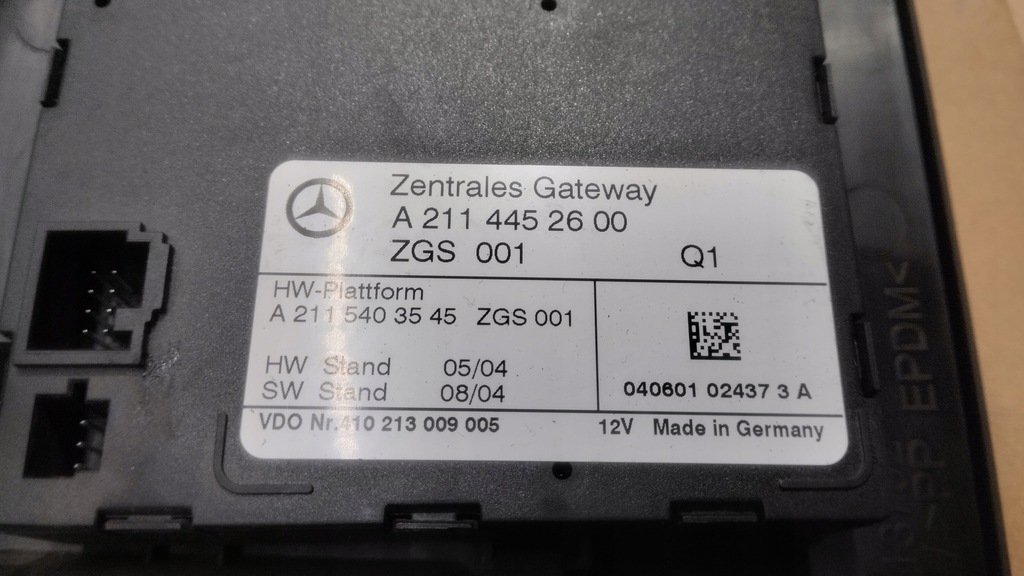 Zentrales Gateway
A 211 445 26 00
ZGS 001 Q1
HW-Plattform
A 211 540 35 45 ZGS 001
HW Stand 05/04
SW Stand 08/04
040601 02437 3 A
VDO Nr.410 213 009 005 12V Made in Germany
>PP EPDM<